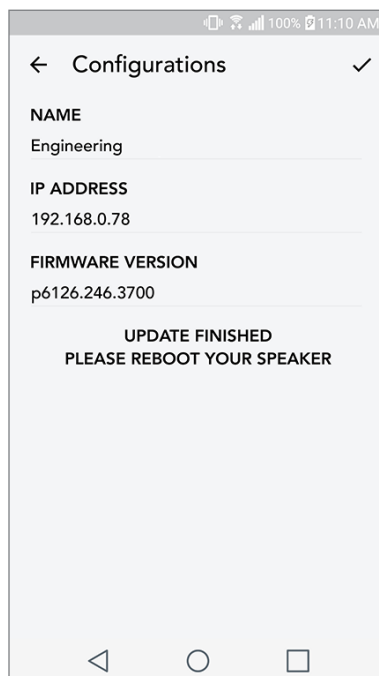 100% 11:10 AM
Configurations
NAME
Engineering
IP ADDRESS
192.168.0.78
FIRMWARE VERSION
p6126.246.3700
UPDATE FINISHED
PLEASE REBOOT YOUR SPEAKER